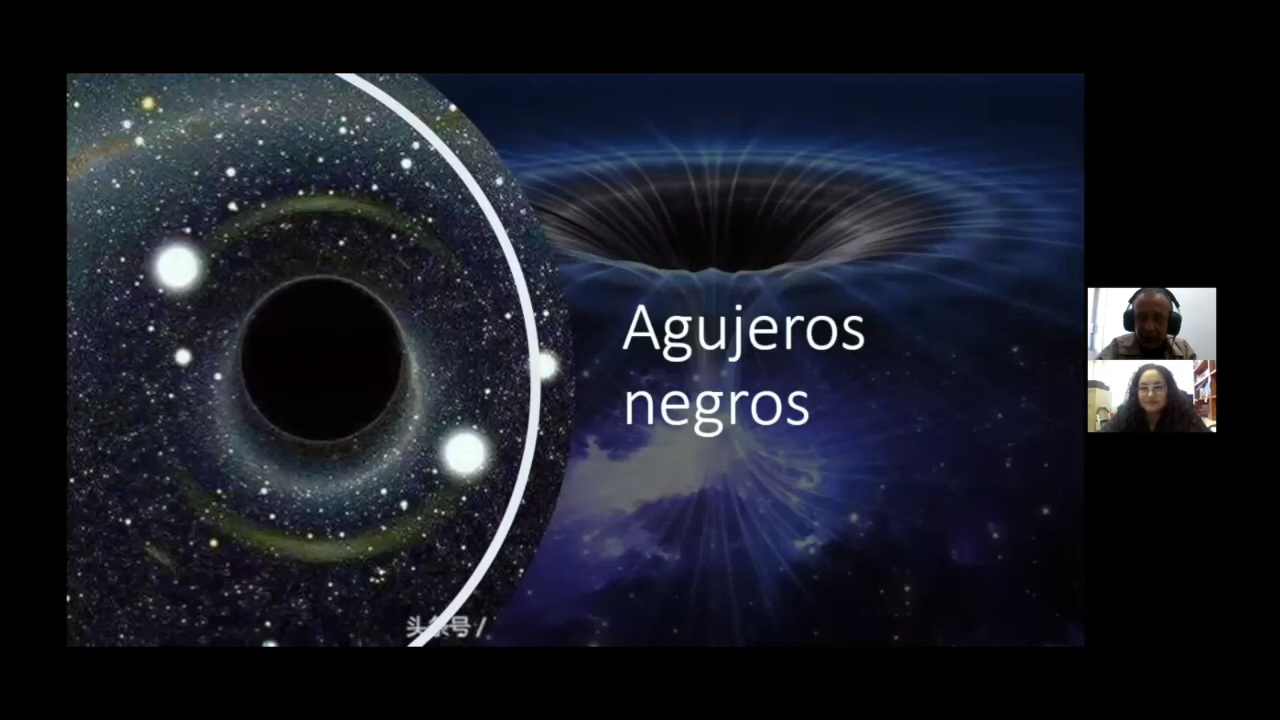 Agujeros
negros
头条号 /